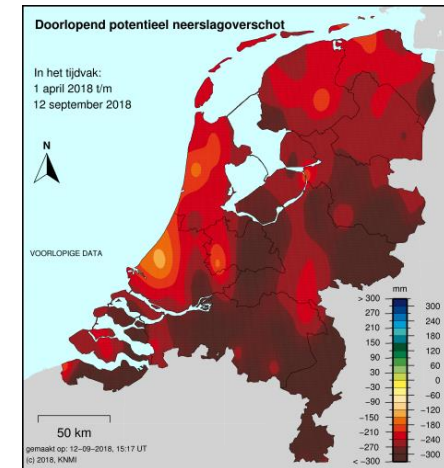 Doorlopend potentieel neerslagoverschot
In het tijdvak:
1 april 2018 t/m
12 september 2018
N
VOORLOPIGE DATA
mm
> 300
270
210
150
90
30
-30
-90
-150
-210
-270
< -300
300
240
180
120
60
0
-60
-120
-180
-240
-300
50 km
gemaakt op: 12-09-2018, 15:17 UT
(c) 2018, KNMI